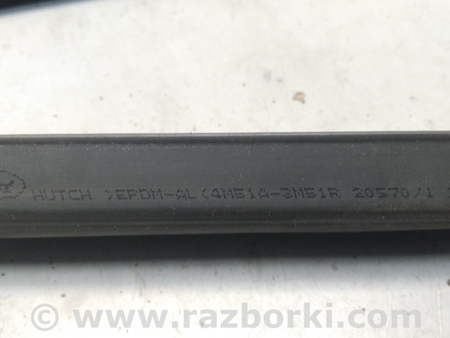 HUTCH >EPDM-AL<4M51A-3M51R 20570/1
© www.razborki.com